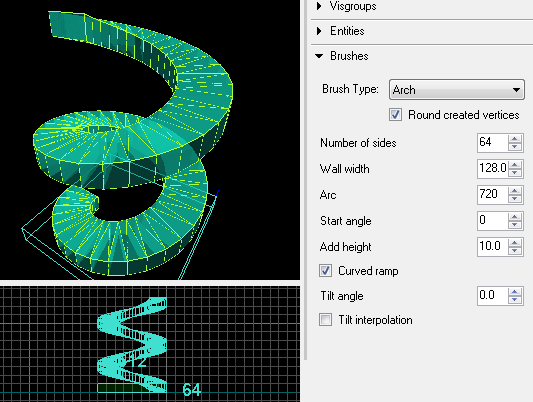 Visgroups
Entities
Brushes
Brush Type: Arch
Round created vertices
Number of sides 64
Wall width 128.0
Arc 720
Start angle 0
Add height 10.0
Curved ramp
Tilt angle 0.0
Tilt interpolation
12
64